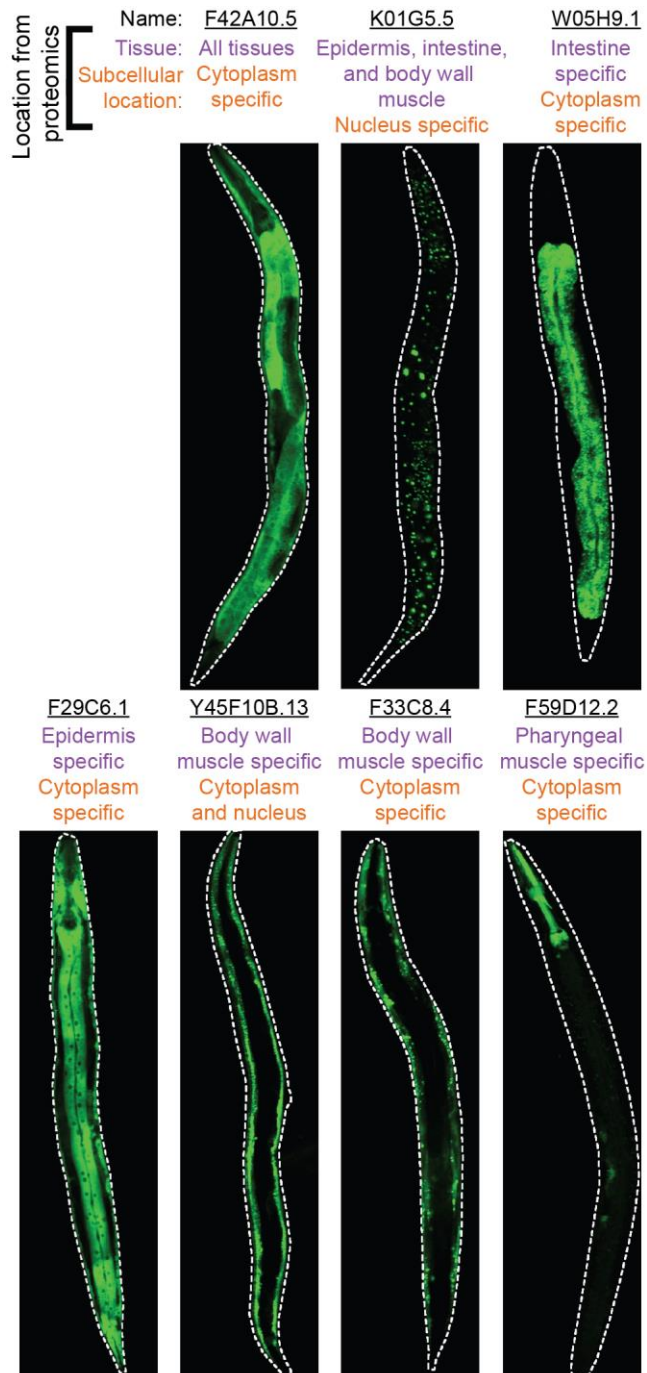 Location from
proteomics
Name: F42A10.5 K01G5.5 W05H9.1
Tissue: All tissues Epidermis, intestine, Intestine
Subcellular Cytoplasm and body wall specific
location: specific muscle Cytoplasm
Nucleus specific specific
F29C6.1 Y45F10B.13 F33C8.4 F59D12.2
Epidermis Body wall Body wall Pharyngeal
specific muscle specific muscle specific muscle specific
Cytoplasm Cytoplasm Cytoplasm Cytoplasm
specific and nucleus specific specific